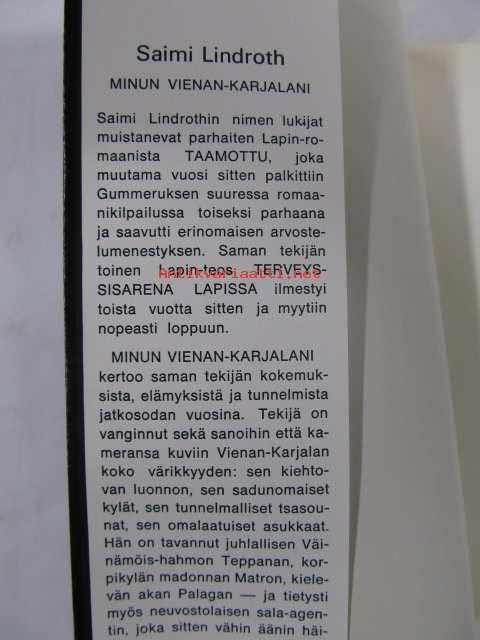 Saimi Lindroth
MINUN VIENAN-KARJALANI
Saimi Lindrothin nimen lukijat
muistanevat parhaiten Lapin-ro-
maanista TAAMOTTU, joka
muutama vuosi sitten palkittiin
Gummeruksen suuressa romaa-
nikilpailussa toiseksi parhaana
ja saavutti erinomaisen arvoste-
lumenestyksen. Saman tekijän
toinen Lapin-teos TERVEYS-
Antikvariaatti.net
SISARENA LAPISSA ilmestyi
toista vuotta sitten ja myytiin
nopeasti loppuun.
MINUN VIENAN-KARJALANI
kertoo saman tekijän kokemuk-
sista, elämyksistä ja tunnelmista
jatkosodan vuosina. Tekijä on
vanginnut sekä sanoihin että ka-
meransa kuviin Vienan-Karjalan
koko värikkyyden: sen kiehto-
van luonnon, sen sadunomaiset
kylät, sen tunnelmalliset tsasou-
nat, sen omalaatuiset asukkaat.
Hän on tavannut juhlallisen Väi-
nämöis-hahmon Teppanan, kor-
pikylän madonnan Matron, kiele-
vän akan Palagan — ja tietysti
myös neuvostolaisen sala-agen-
tin, joka sitten vähin äänin häi-